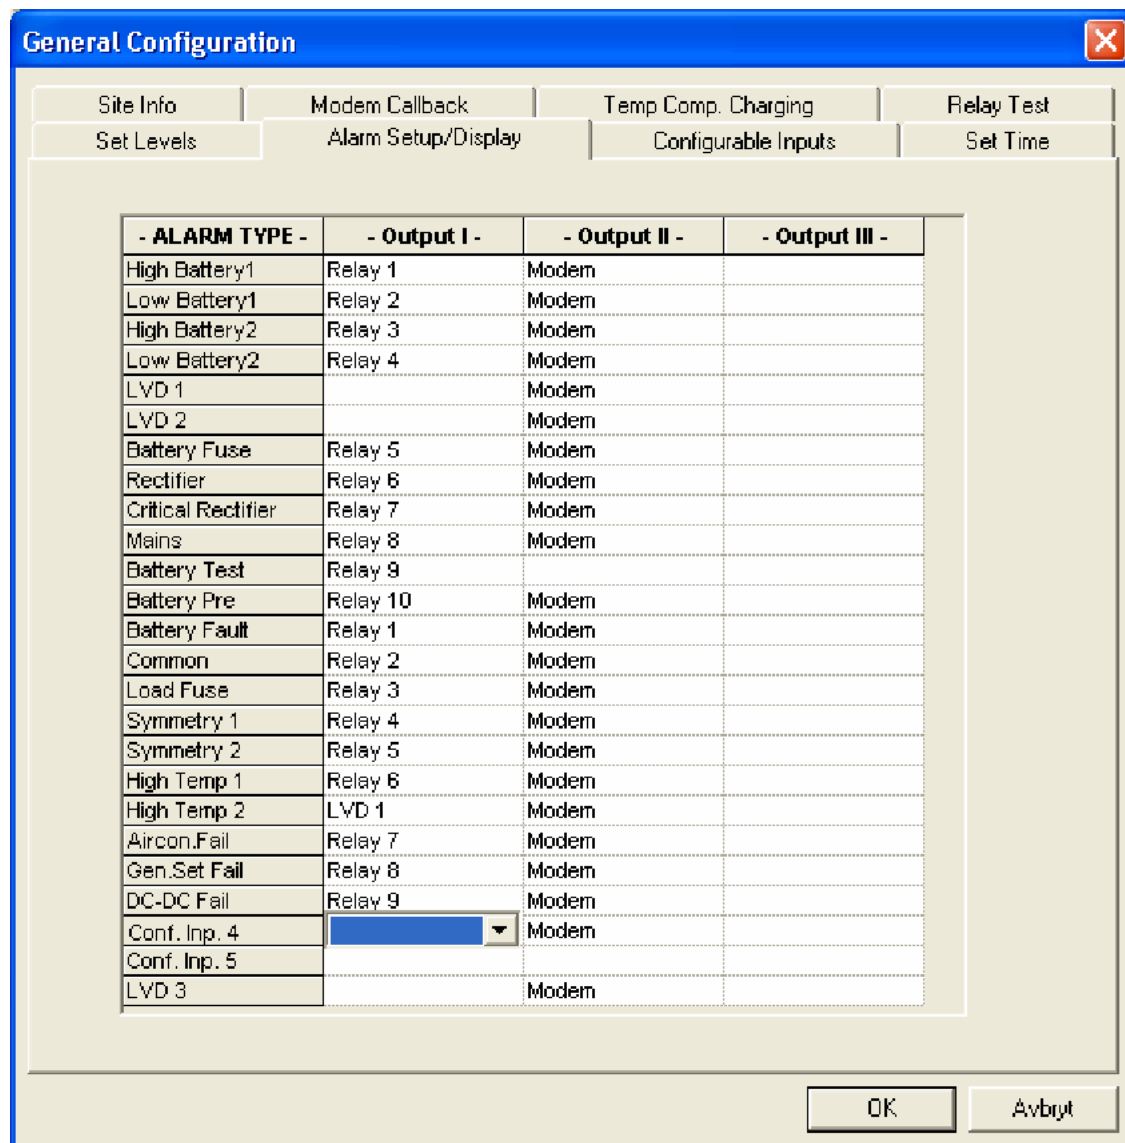 General Configuration
Site Info Modem Callback Temp Comp. Charging Relay Test
Set Levels Alarm Setup/Display Configurable Inputs Set Time
- ALARM TYPE - - Output I - - Output II - - Output III -
High Battery1 Relay 1 Modem
Low Battery1 Relay 2 Modem
High Battery2 Relay 3 Modem
Low Battery2 Relay 4 Modem
LVD 1 Modem
LVD 2 Modem
Battery Fuse Relay 5 Modem
Rectifier Relay 6 Modem
Critical Rectifier Relay 7 Modem
Mains Relay 8 Modem
Battery Test Relay 9
Battery Pre Relay 10 Modem
Battery Fault Relay 1 Modem
Common Relay 2 Modem
Load Fuse Relay 3 Modem
Symmetry 1 Relay 4 Modem
Symmetry 2 Relay 5 Modem
High Temp 1 Relay 6 Modem
High Temp 2 LVD 1 Modem
Aircon.Fail Relay 7 Modem
Gen.Set Fail Relay 8 Modem
DC-DC Fail Relay 9 Modem
Conf. Inp. 4 Modem
Conf. Inp. 5
LVD 3 Modem
OK Avbryt